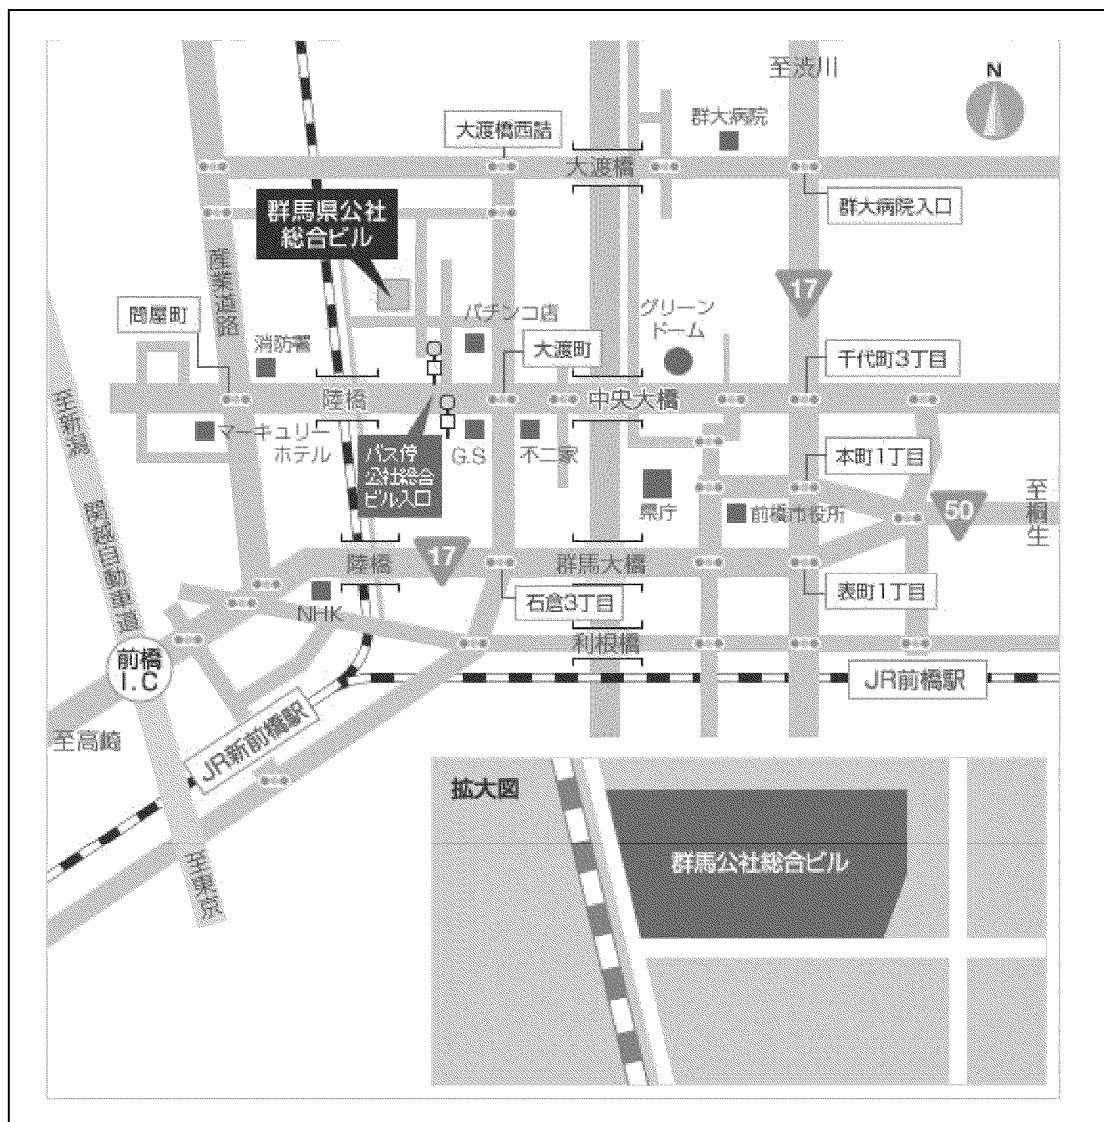 至渋川
N
群大病院
大渡橋西詰
大渡橋
群大病院入口
群馬県公社
総合ビル
産業道路
17
問屋町
消防署
パチンコ店
グリーン
ドーム
大渡町
千代町3丁目
陸橋
中央大橋
至新潟
マーキュリー
ホテル
バス停
公社総合
ビル入口
G.S
不二家
本町1丁目
県庁
前橋市役所
50
至桐生
関越自動車道
陸橋
17
群馬大橋
NHK
石倉3丁目
表町1丁目
利根橋
前橋
I.C
JR前橋駅
至高崎
JR新前橋駅
至東京
拡大図
群馬公社総合ビル